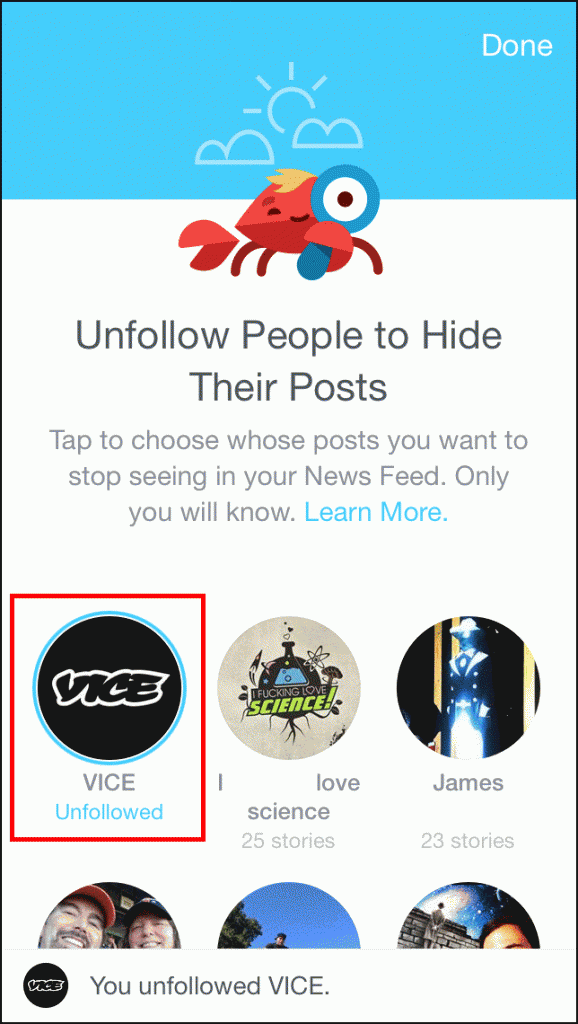 Done
Unfollow People to Hide
Their Posts
Tap to choose whose posts you want to
stop seeing in your News Feed. Only
you will know. Learn More.
VICE
I FUCKING LOVE
SCIENCE!
VICE
Unfollowed
I love
science
25 stories
James
23 stories
VICE
You unfollowed VICE.